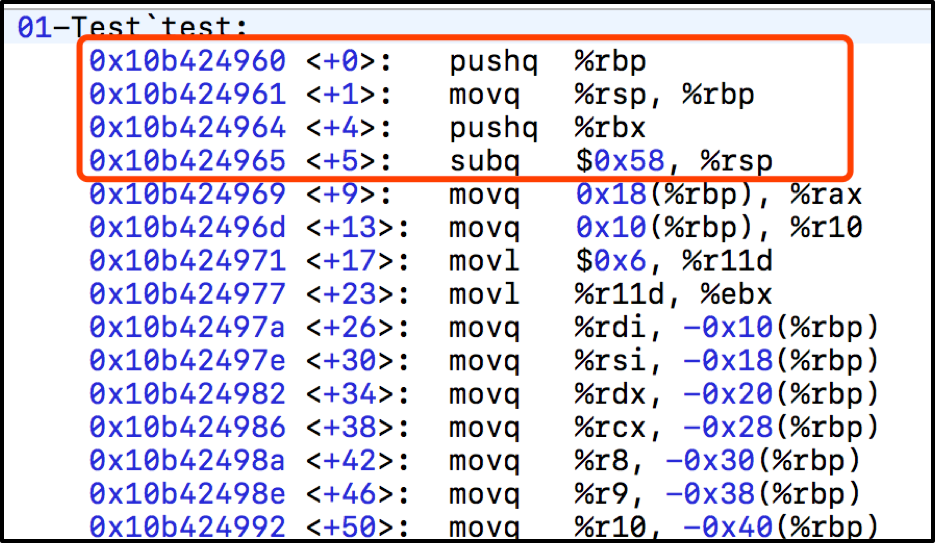 01-Test`test:
0x10b424960 <+0>: pushq %rbp
0x10b424961 <+1>: movq %rsp, %rbp
0x10b424964 <+4>: pushq %rbx
0x10b424965 <+5>: subq $0x58, %rsp
0x10b424969 <+9>: movq 0x18(%rbp), %rax
0x10b42496d <+13>: movq 0x10(%rbp), %r10
0x10b424971 <+17>: movl $0x6, %r11d
0x10b424977 <+23>: movl %r11d, %ebx
0x10b42497a <+26>: movq %rdi, -0x10(%rbp)
0x10b42497e <+30>: movq %rsi, -0x18(%rbp)
0x10b424982 <+34>: movq %rdx, -0x20(%rbp)
0x10b424986 <+38>: movq %rcx, -0x28(%rbp)
0x10b42498a <+42>: movq %r8, -0x30(%rbp)
0x10b42498e <+46>: movq %r9, -0x38(%rbp)
0x10b424992 <+50>: movq %r10, -0x40(%rbp)